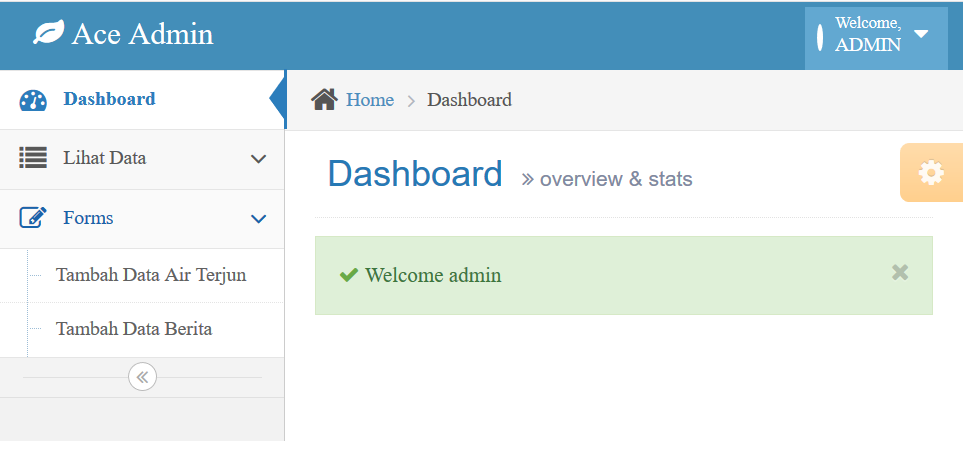 Ace Admin
Welcome,
ADMIN
Dashboard
Lihat Data
Forms
Tambah Data Air Terjun
Tambah Data Berita
Home > Dashboard
Dashboard » overview & stats
Welcome admin